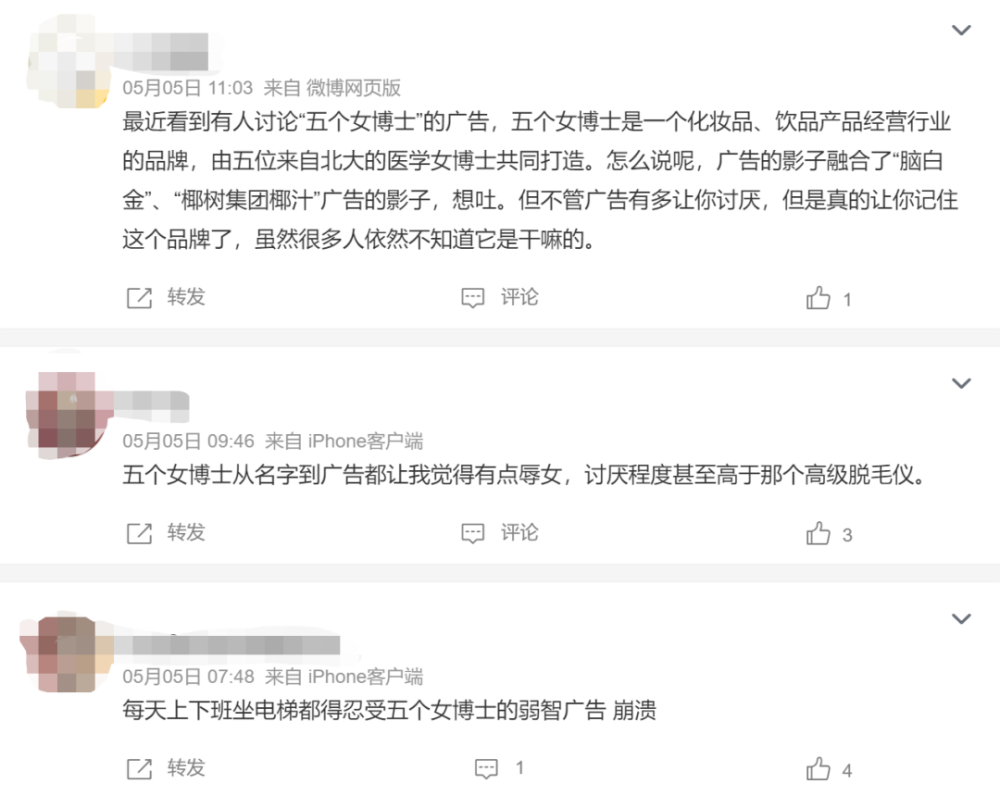 05月05日 11:03 来自 微博网页版
最近看到有人讨论“五个女博士”的广告，五个女博士是一个化妆品、饮品产品经营行业
的品牌，由五位来自北大的医学女博士共同打造。怎么说呢，广告的影子融合了“脑白
金”、“椰树集团椰汁”广告的影子，想吐。但不管广告有多让你讨厌，但是真的让你记住
这个品牌了，虽然很多人依然不知道它是干嘛的。
转发 评论 1
05月05日 09:46 来自 iPhone客户端
五个女博士从名字到广告都让我觉得有点辱女，讨厌程度甚至高于那个高级脱毛仪。
转发 评论 3
05月05日 07:48 来自 iPhone客户端
每天上下班坐电梯都得忍受五个女博士的弱智广告 崩溃
转发 1 4